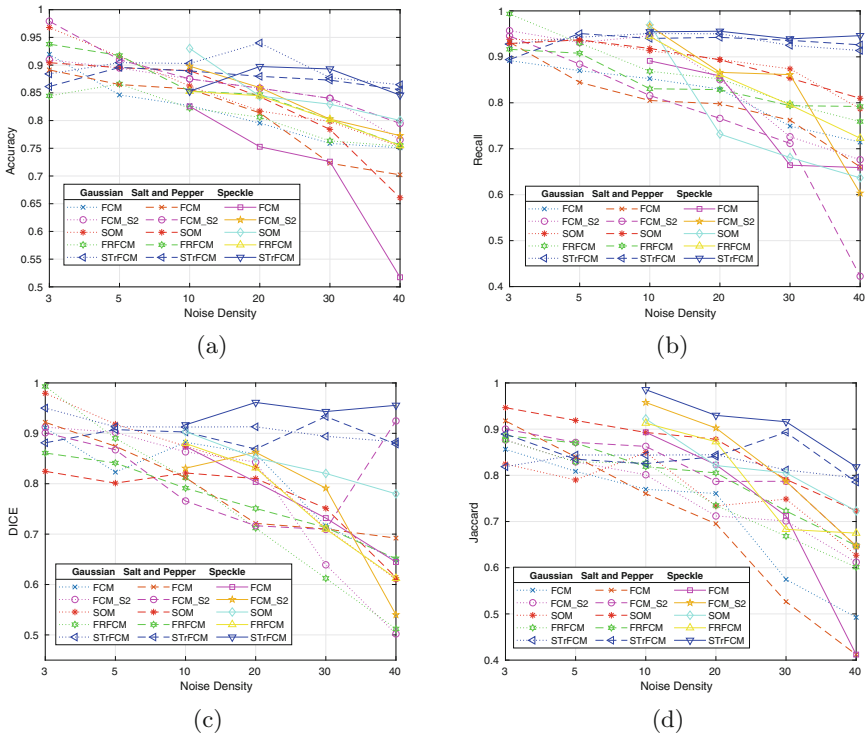 1
0.95
0.9
0.85
0.8
0.75
0.7
0.65
0.6
0.55
0.5
Accuracy
Gaussian Salt and Pepper Speckle
FCM FCM FCM
FCM_S2 FCM_S2 FCM_S2
SOM SOM SOM
FRFCM FRFCM FRFCM
STrFCM STrFCM STrFCM
3 5 10 20 30 40
Noise Density
(a)
1
0.9
0.8
0.7
0.6
0.5
0.4
Recall
Gaussian Salt and Pepper Speckle
FCM FCM FCM
FCM_S2 FCM_S2 FCM_S2
SOM SOM SOM
FRFCM FRFCM FRFCM
STrFCM STrFCM STrFCM
3 5 10 20 30 40
Noise Density
(b)
1
0.9
0.8
0.7
0.6
0.5
DICE
Gaussian Salt and Pepper Speckle
FCM FCM FCM
FCM_S2 FCM_S2 FCM_S2
SOM SOM SOM
FRFCM FRFCM FRFCM
STrFCM STrFCM STrFCM
3 5 10 20 30 40
Noise Density
(c)
1
0.9
0.8
0.7
0.6
0.5
0.4
Jaccard
Gaussian Salt and Pepper Speckle
FCM FCM FCM
FCM_S2 FCM_S2 FCM_S2
SOM SOM SOM
FRFCM FRFCM FRFCM
STrFCM STrFCM STrFCM
3 5 10 20 30 40
Noise Density
(d)